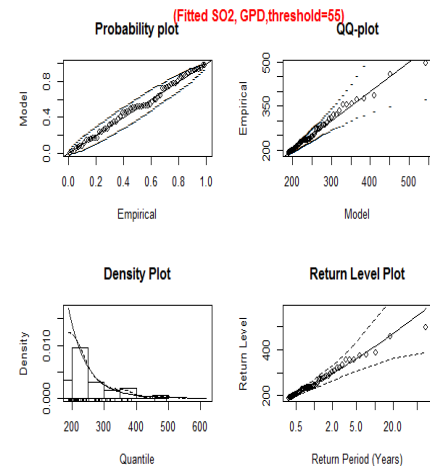 (Fitted SO2, GPD,threshold=55)
Probability plot
Model
0.0 0.4 0.8
0.0 0.2 0.4 0.6 0.8 1.0
Empirical
QQ-plot
Empirical
200 350 500
200 300 400 500
Model
Density Plot
Density
0.000 0.010
200 300 400 500 600
Quantile
Return Level Plot
Return Level
200 400
0.5 2.0 5.0 20.0
Return Period (Years)